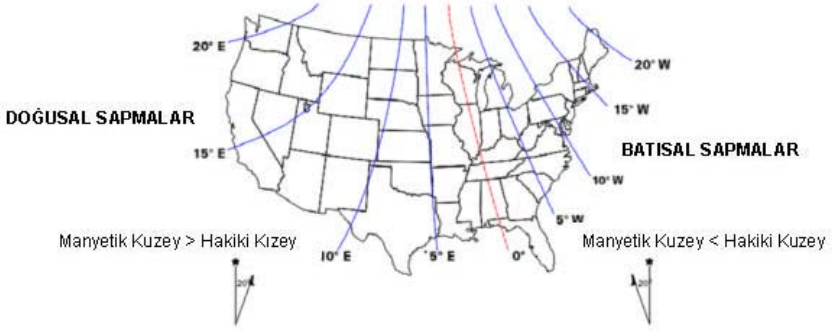 20° E
20° W
DOĞUSAL SAPMALAR
15° W
15° E
BATISAL SAPMALAR
10° W
5° W
Manyetik Kuzey > Hakiki Kızey
Manyetik Kuzey < Hakiki Kuzey
10° E
5° E
0°
20°
20°